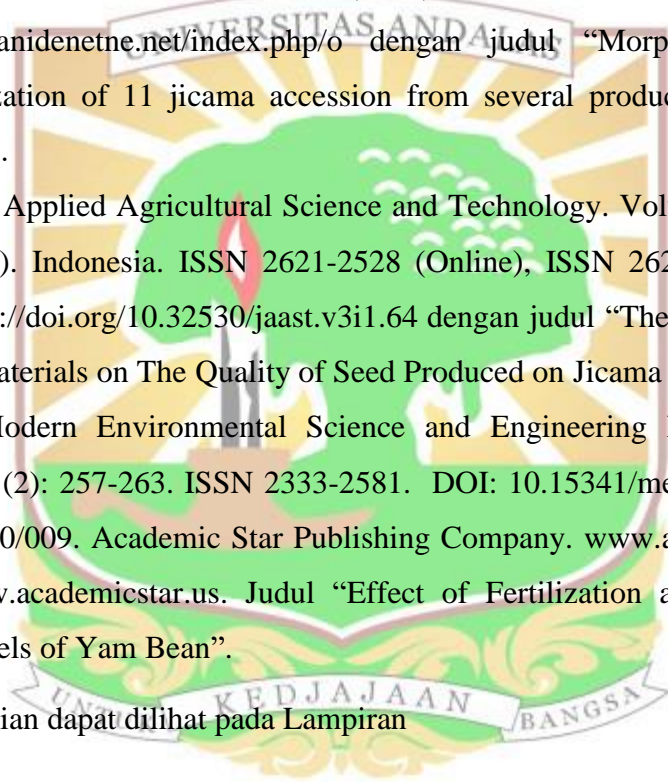 UNIVERSITAS ANDALAS
anidenetne.net/index.php/o dengan judul “Morp
zation of 11 jicama accession from several produc
.
Applied Agricultural Science and Technology. Vol
). Indonesia. ISSN 2621-2528 (Online), ISSN 262
://doi.org/10.32530/jaast.v3i1.64 dengan judul “The
aterials on The Quality of Seed Produced on Jicama
odern Environmental Science and Engineering
(2): 257-263. ISSN 2333-2581. DOI: 10.15341/me
0/009. Academic Star Publishing Company. www.a
.academicstar.us. Judul “Effect of Fertilization a
els of Yam Bean”.
UNTUK KEDJAJAAN BANGSA
ian dapat dilihat pada Lampiran